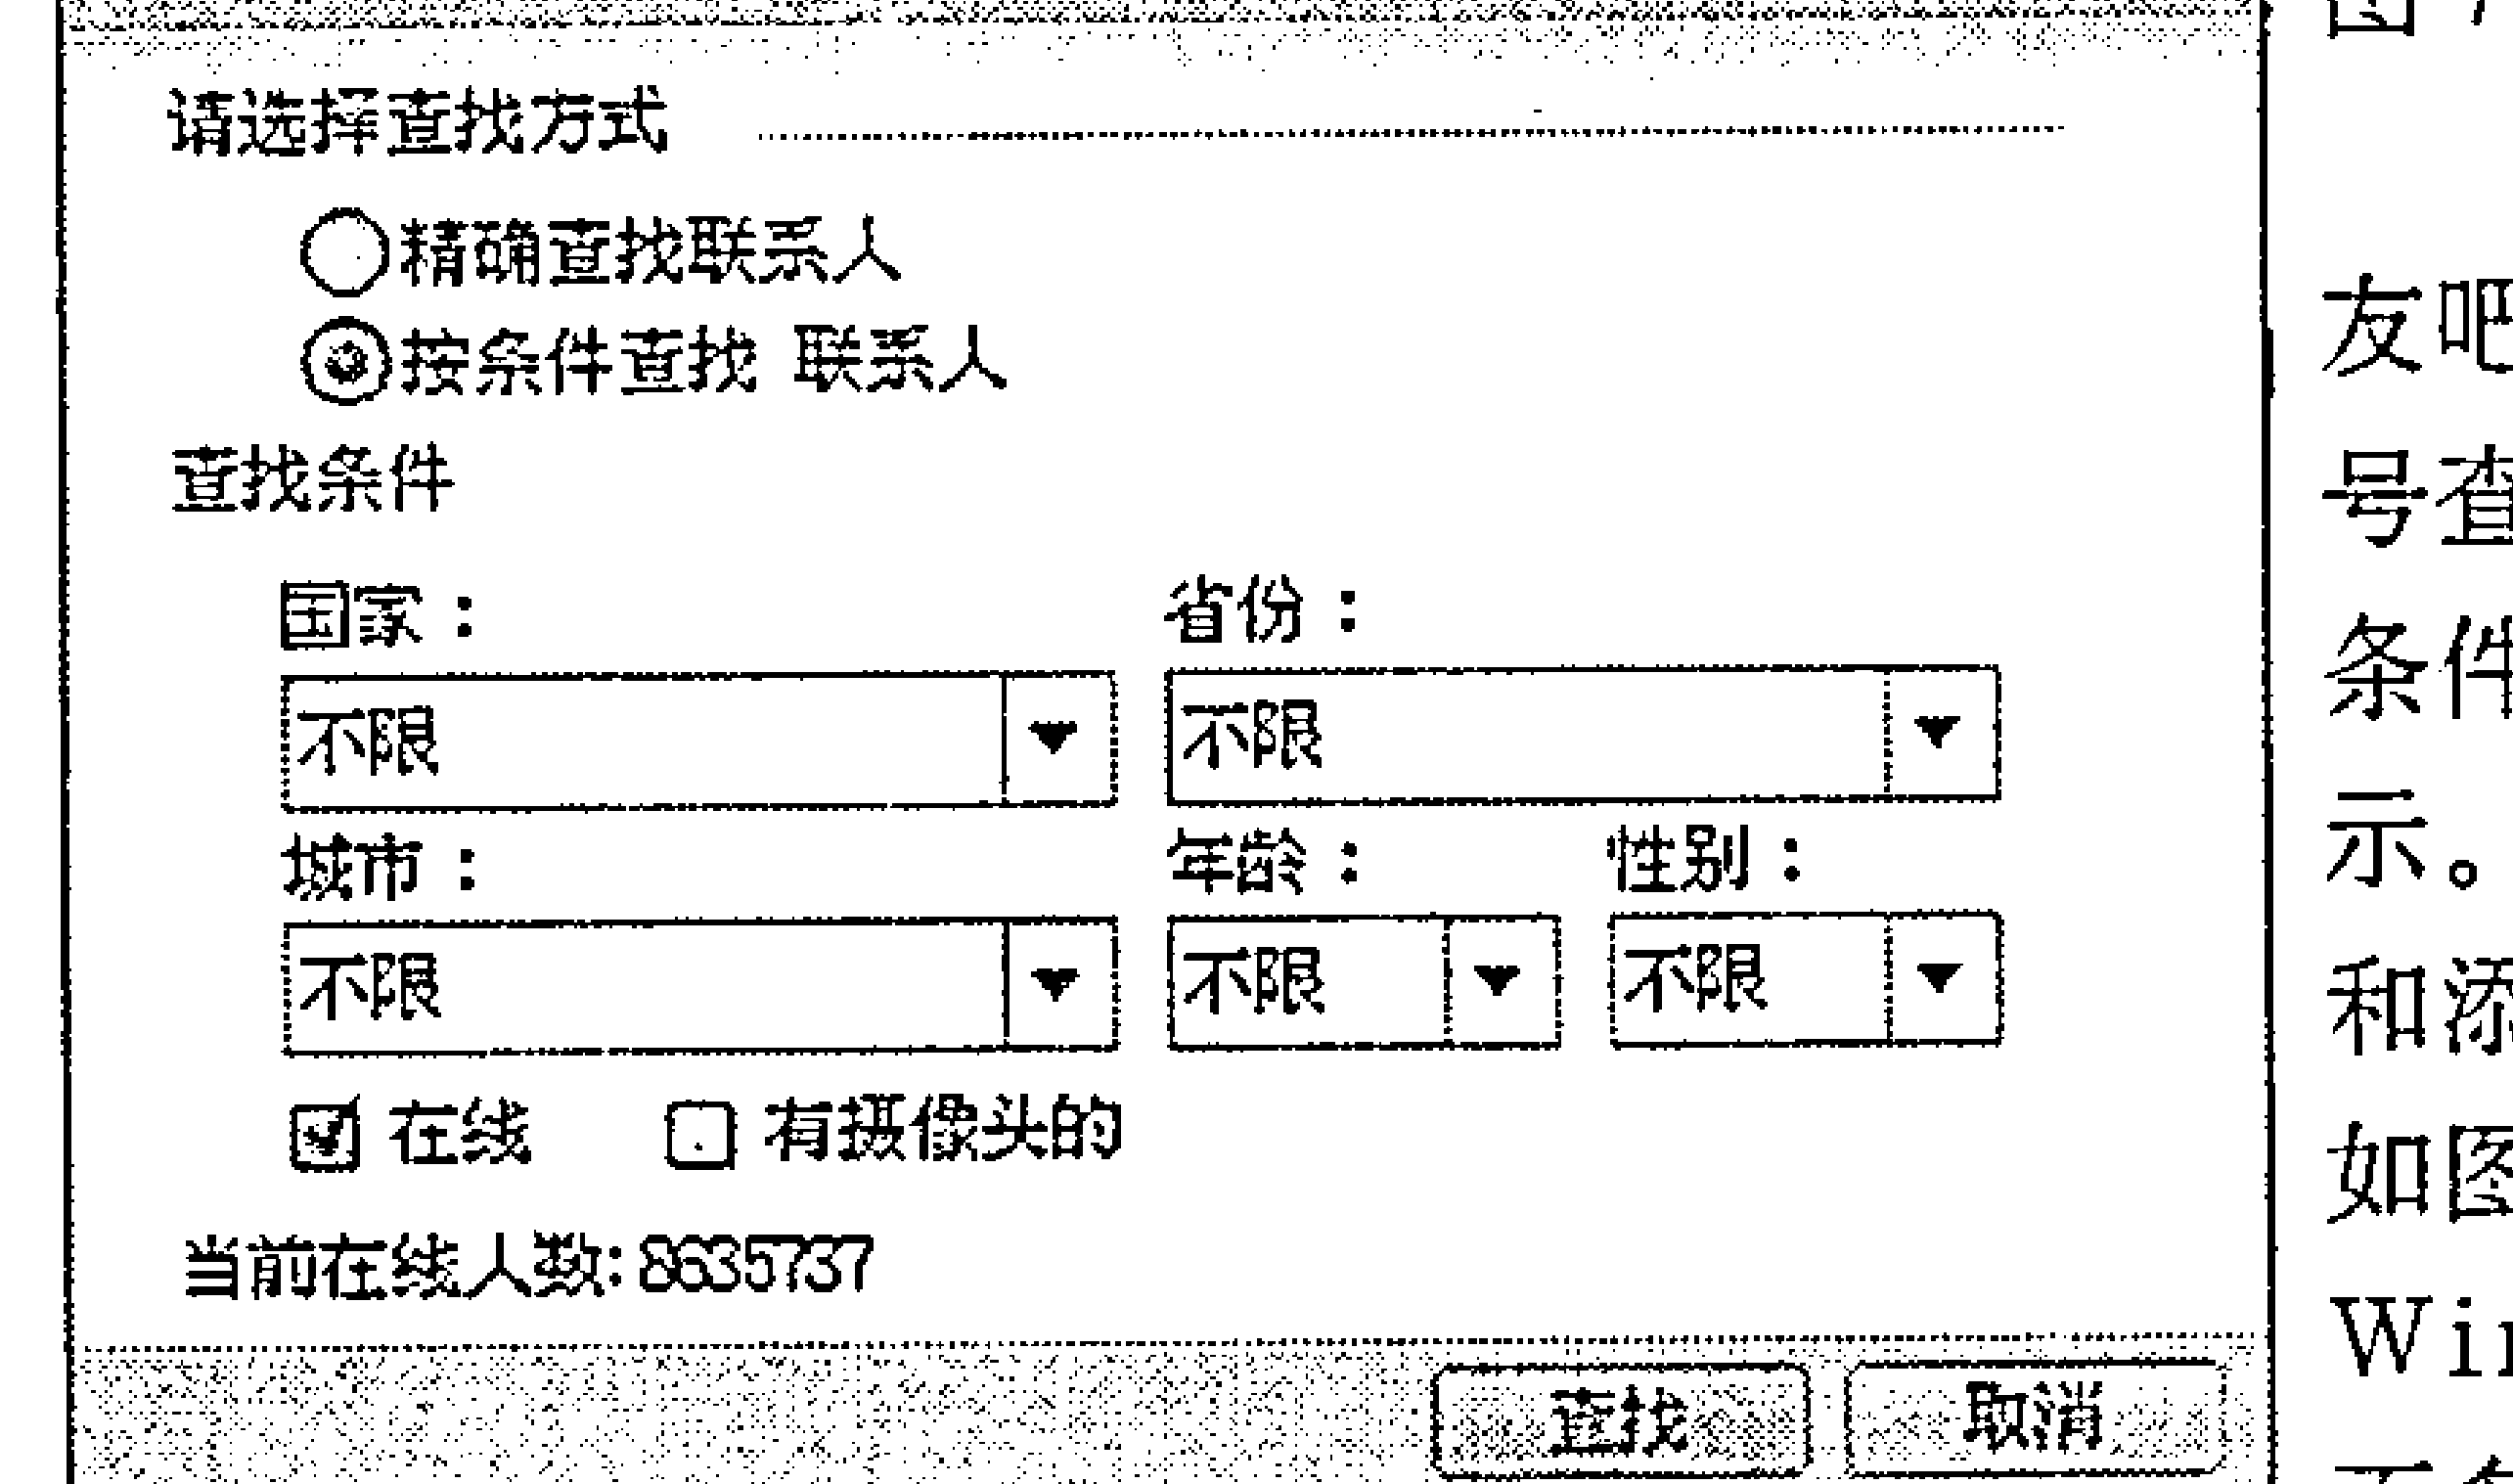 请选择查找方式
精确查找联系人
按条件查找 联系人
查找条件
国家： 省份：
不限 不限
城市： 年龄： 性别：
不限 不限 不限
在线 有摄像头的
当前在线人数:8635737
查找 取消
友吧
号查
条件
示。
和添
如图
Win